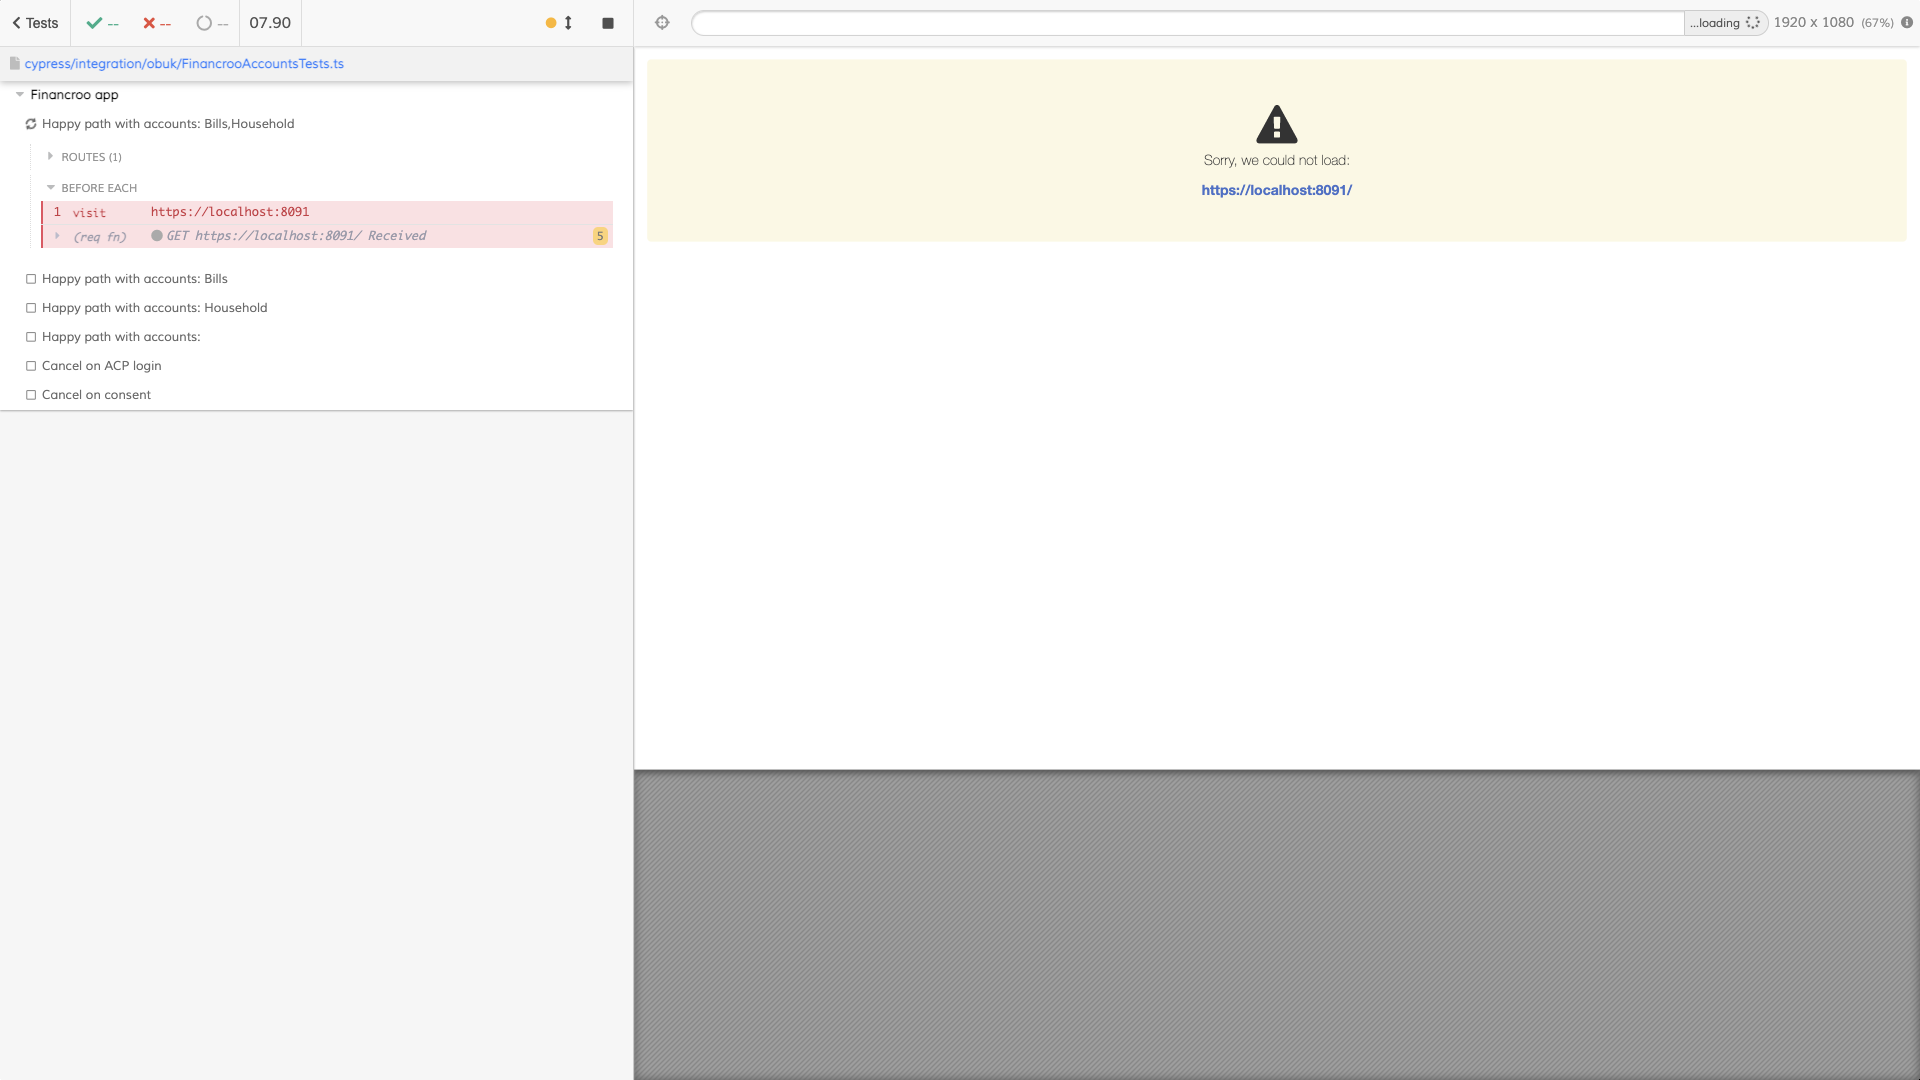 Tests -- -- -- 07.90
...loading 1920 x 1080 (67%)
cypress/integration/obuk/FinancrooAccountsTests.ts
Financroo app
Happy path with accounts: Bills,Household
ROUTES (1)
BEFORE EACH
1 visit https://localhost:8091
(req fn) GET https://localhost:8091/ Received 5
Happy path with accounts: Bills
Happy path with accounts: Household
Happy path with accounts:
Cancel on ACP login
Cancel on consent
Sorry, we could not load:
https://localhost:8091/